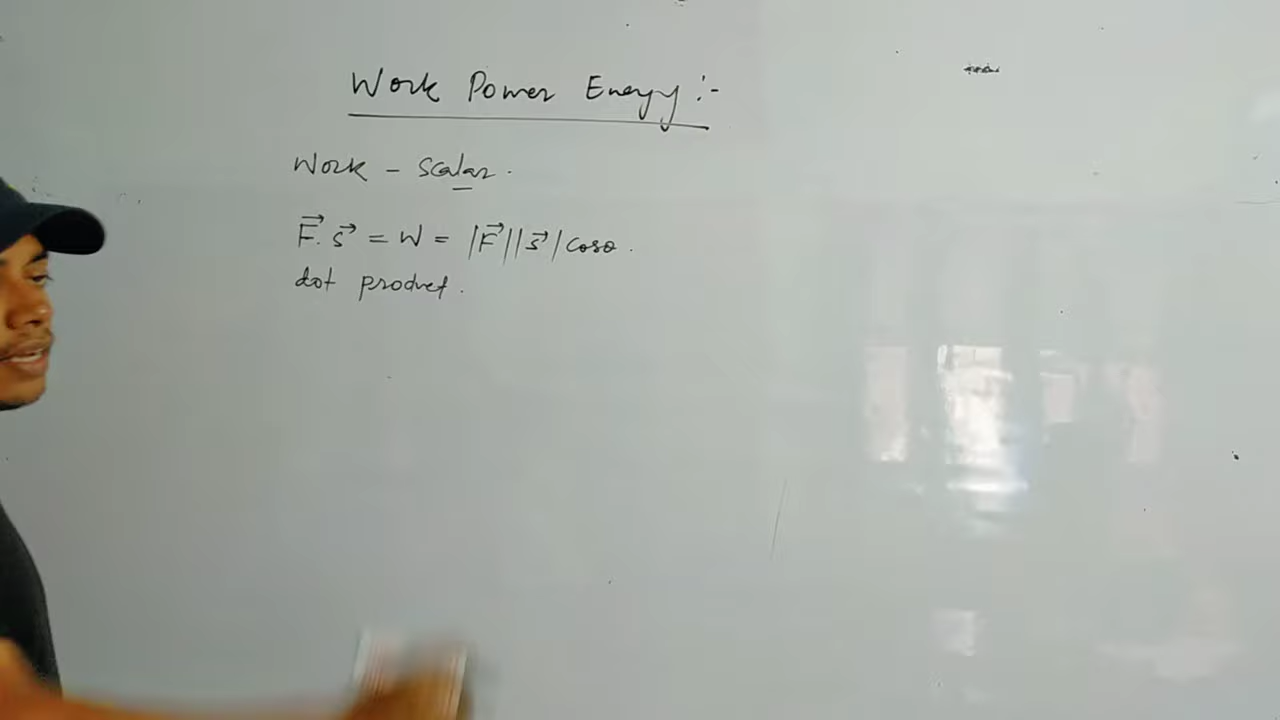 Work Power Energy :-
Work - scalar.
F⃗. s⃗ = W = |F⃗||s⃗| cosθ.
dot product.